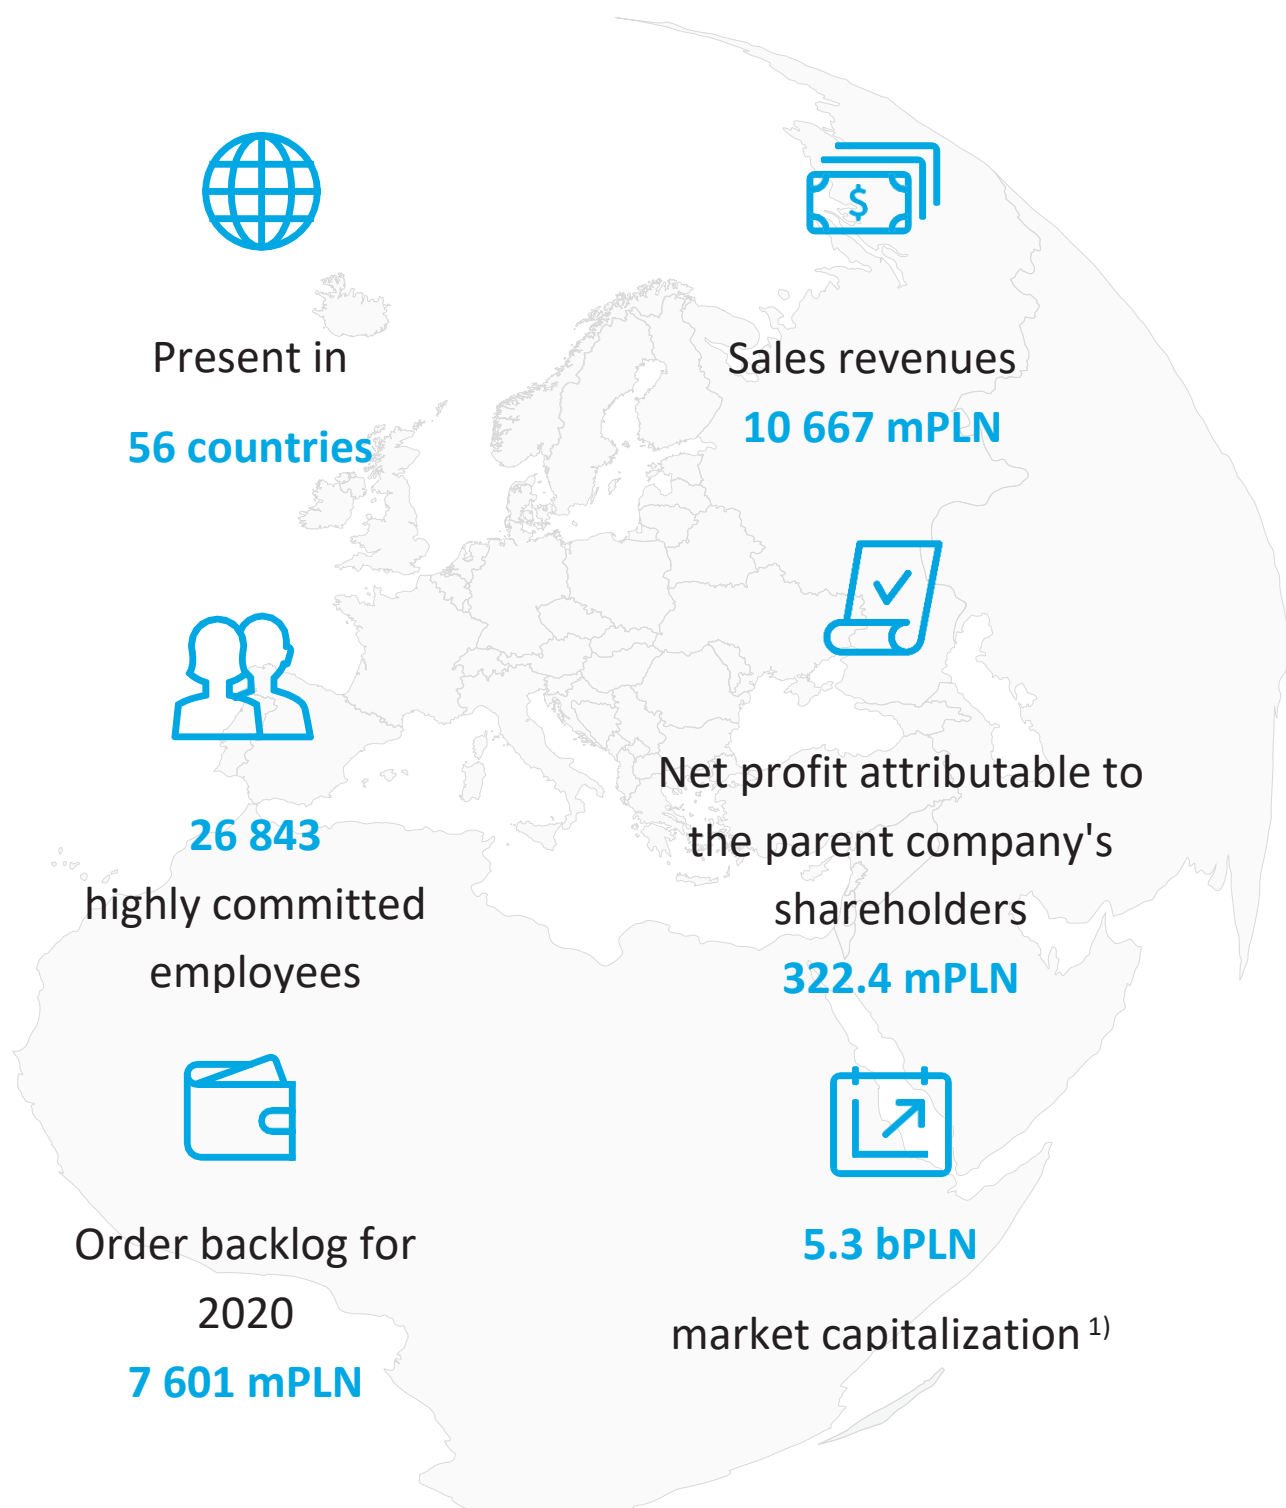 Present in
56 countries
Sales revenues
10 667 mPLN
26 843
highly committed
employees
Net profit attributable to
the parent company's
shareholders
322.4 mPLN
Order backlog for
2020
7 601 mPLN
5.3 bPLN
market capitalization 1)
$